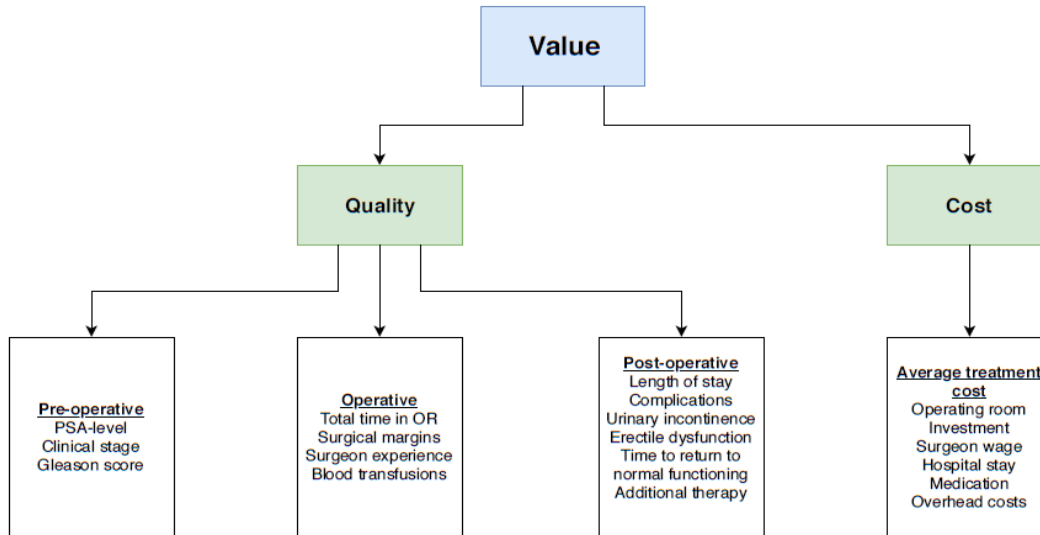 Value
Quality
Cost
Pre-operative
PSA-level
Clinical stage
Gleason score
Operative
Total time in OR
Surgical margins
Surgeon experience
Blood transfusions
Post-operative
Length of stay
Complications
Urinary incontinence
Erectile dysfunction
Time to return to
normal functioning
Additional therapy
Average treatment
cost
Operating room
Investment
Surgeon wage
Hospital stay
Medication
Overhead costs